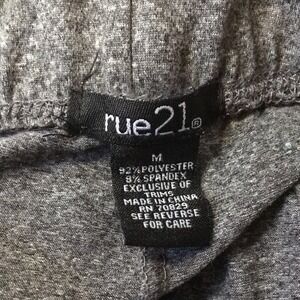 rue21®
M
92% POLYESTER
8% SPANDEX
EXCLUSIVE OF
TRIMS
MADE IN CHINA
RN 70829
SEE REVERSE
FOR CARE